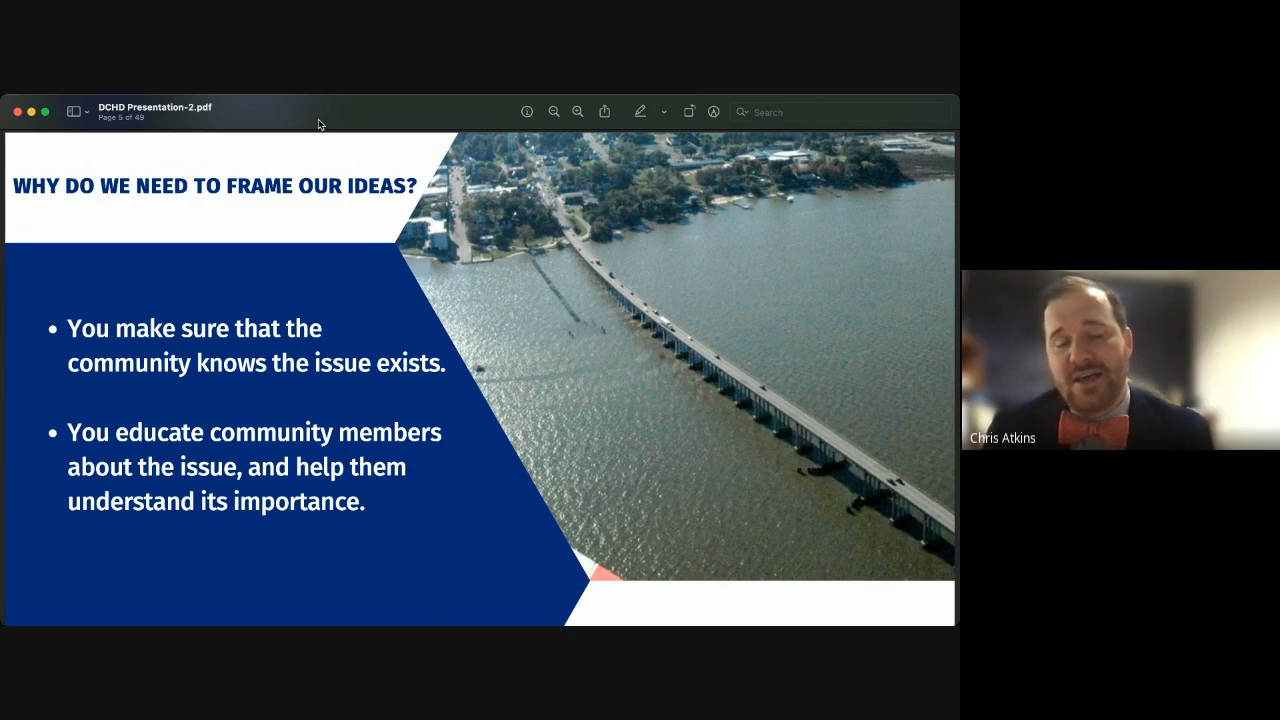 DCHD Presentation-2.pdf
Page 5 of 49
Search
WHY DO WE NEED TO FRAME OUR IDEAS?
• You make sure that the
community knows the issue exists.
• You educate community members
about the issue, and help them
understand its importance.
Chris Atkins